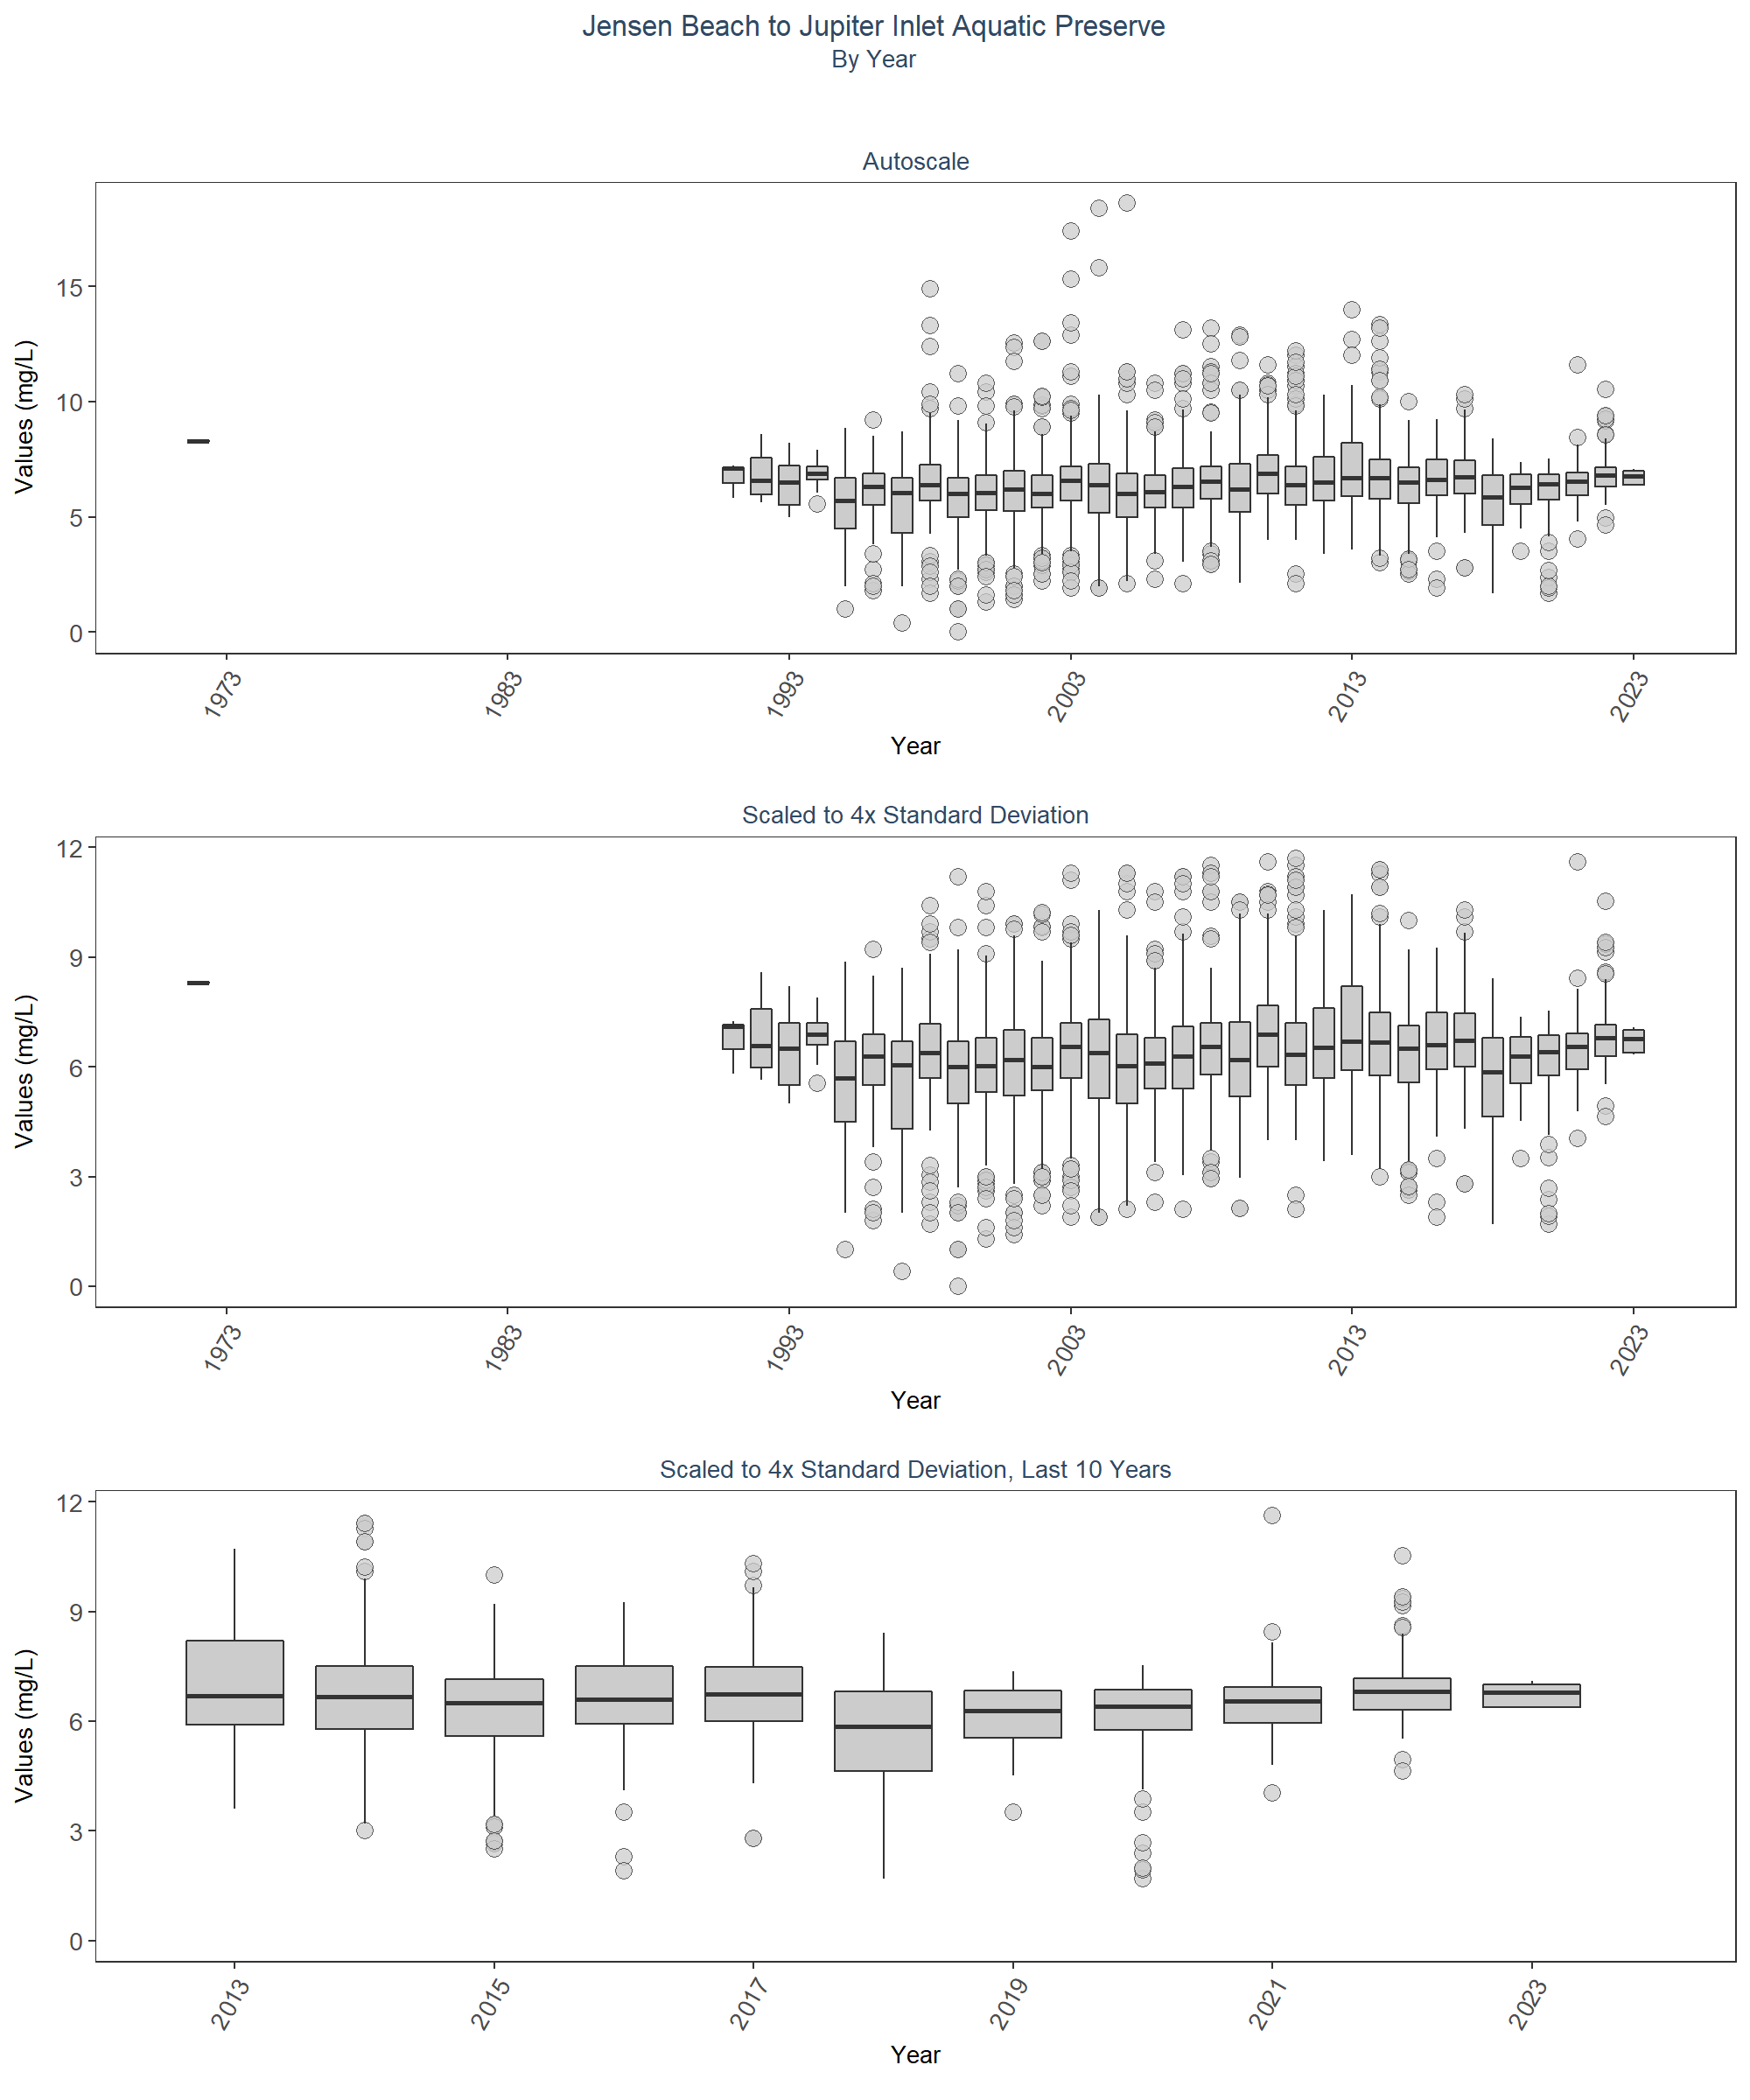 Jensen Beach to Jupiter Inlet Aquatic Preserve
By Year
Autoscale
Values (mg/L)
15
10
5
0
1973
1983
1993
2003
2013
2023
Year
Scaled to 4x Standard Deviation
Values (mg/L)
12
9
6
3
0
1973
1983
1993
2003
2013
2023
Year
Scaled to 4x Standard Deviation, Last 10 Years
Values (mg/L)
12
9
6
3
0
2013
2015
2017
2019
2021
2023
Year